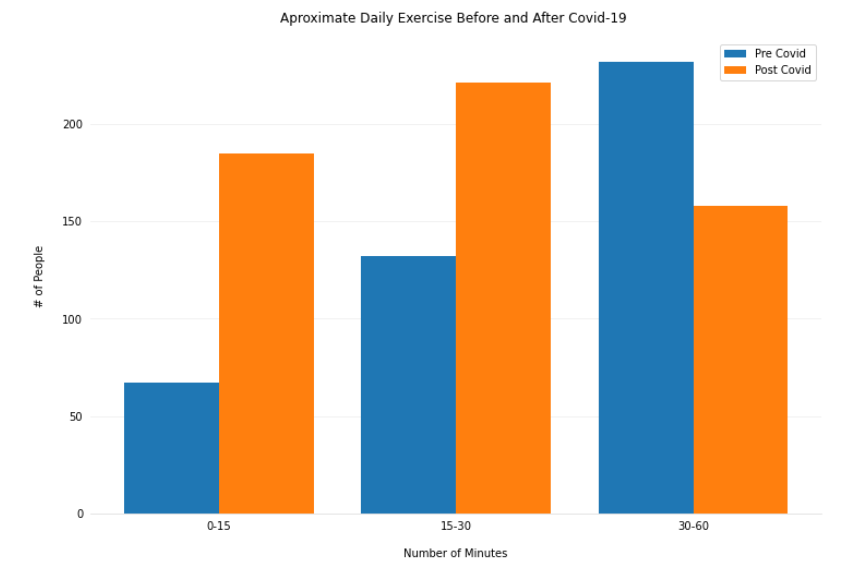 Aproximate Daily Exercise Before and After Covid-19
Pre Covid
Post Covid
200
150
100
50
0
# of People
0-15
15-30
30-60
Number of Minutes